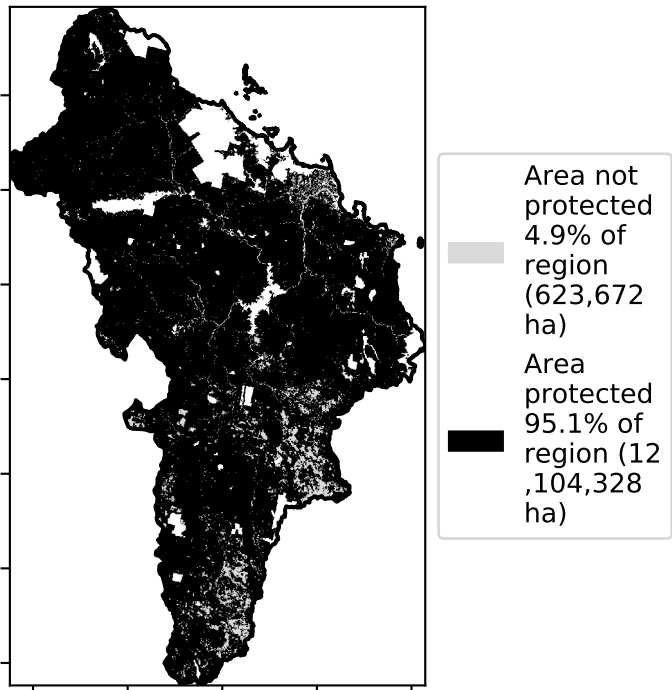 Area not
protected
4.9% of
region
(623,672
ha)
Area
protected
95.1% of
region (12
,104,328
ha)